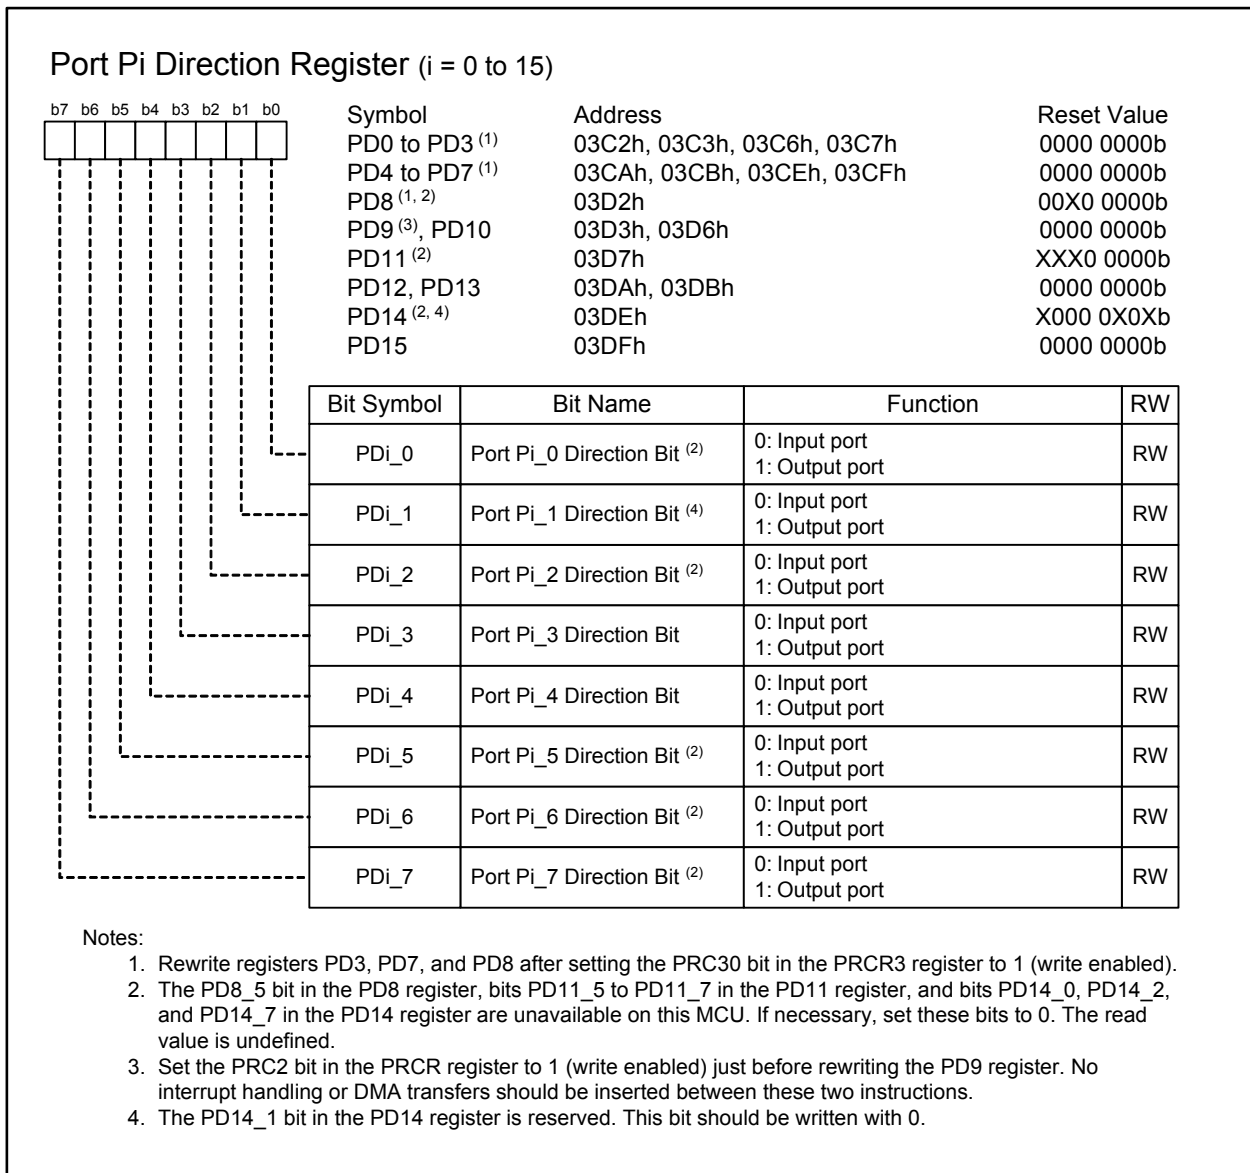 Port Pi Direction Register (i = 0 to 15)
b7 b6 b5 b4 b3 b2 b1 b0
Symbol Address Reset Value
PD0 to PD3 (1) 03C2h, 03C3h, 03C6h, 03C7h 0000 0000b
PD4 to PD7 (1) 03CAh, 03CBh, 03CEh, 03CFh 0000 0000b
PD8 (1, 2) 03D2h 00X0 0000b
PD9 (3), PD10 03D3h, 03D6h 0000 0000b
PD11 (2) 03D7h XXX0 0000b
PD12, PD13 03DAh, 03DBh 0000 0000b
PD14 (2, 4) 03DEh X000 0X0Xb
PD15 03DFh 0000 0000b
Bit Symbol Bit Name Function RW
PDi_0 Port Pi_0 Direction Bit (2) 0: Input port
1: Output port RW
PDi_1 Port Pi_1 Direction Bit (4) 0: Input port
1: Output port RW
PDi_2 Port Pi_2 Direction Bit (2) 0: Input port
1: Output port RW
PDi_3 Port Pi_3 Direction Bit 0: Input port
1: Output port RW
PDi_4 Port Pi_4 Direction Bit 0: Input port
1: Output port RW
PDi_5 Port Pi_5 Direction Bit (2) 0: Input port
1: Output port RW
PDi_6 Port Pi_6 Direction Bit (2) 0: Input port
1: Output port RW
PDi_7 Port Pi_7 Direction Bit (2) 0: Input port
1: Output port RW
Notes:
1. Rewrite registers PD3, PD7, and PD8 after setting the PRC30 bit in the PRCR3 register to 1 (write enabled).
2. The PD8_5 bit in the PD8 register, bits PD11_5 to PD11_7 in the PD11 register, and bits PD14_0, PD14_2,
and PD14_7 in the PD14 register are unavailable on this MCU. If necessary, set these bits to 0. The read
value is undefined.
3. Set the PRC2 bit in the PRCR register to 1 (write enabled) just before rewriting the PD9 register. No
interrupt handling or DMA transfers should be inserted between these two instructions.
4. The PD14_1 bit in the PD14 register is reserved. This bit should be written with 0.